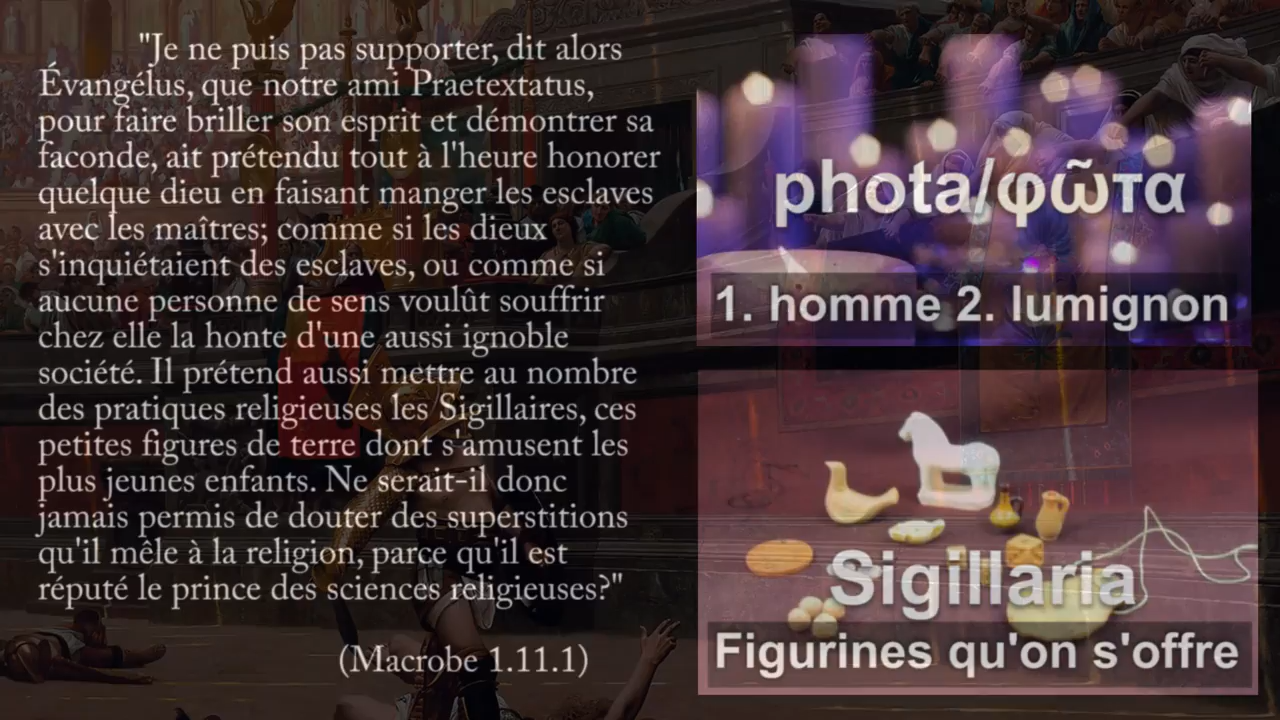 "Je ne puis pas supporter, dit alors
Évangélus, que notre ami Praetextatus,
pour faire briller son esprit et démontrer sa
faconde, ait prétendu tout à l'heure honorer
quelque dieu en faisant manger les esclaves
avec les maîtres; comme si les dieux
s'inquiétaient des esclaves, ou comme si
aucune personne de sens voulût souffrir
chez elle la honte d'une aussi ignoble
société. Il prétend aussi mettre au nombre
des pratiques religieuses les Sigillaires, ces
petites figures de terre dont s'amusent les
plus jeunes enfants. Ne serait-il donc
jamais permis de douter des superstitions
qu'il mêle à la religion, parce qu'il est
réputé le prince des sciences religieuses?"
(Macrobe 1.11.1)
phota/φῶτα
1. homme 2. lumignon
Sigillaria
Figurines qu'on s'offre